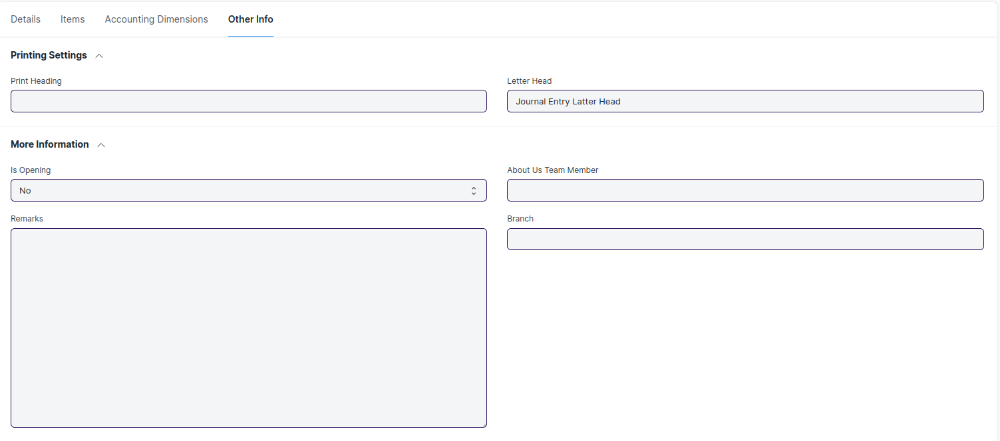 Details Items Accounting Dimensions Other Info
Printing Settings
Print Heading Letter Head
Journal Entry Latter Head
More Information
Is Opening About Us Team Member
No
Remarks Branch